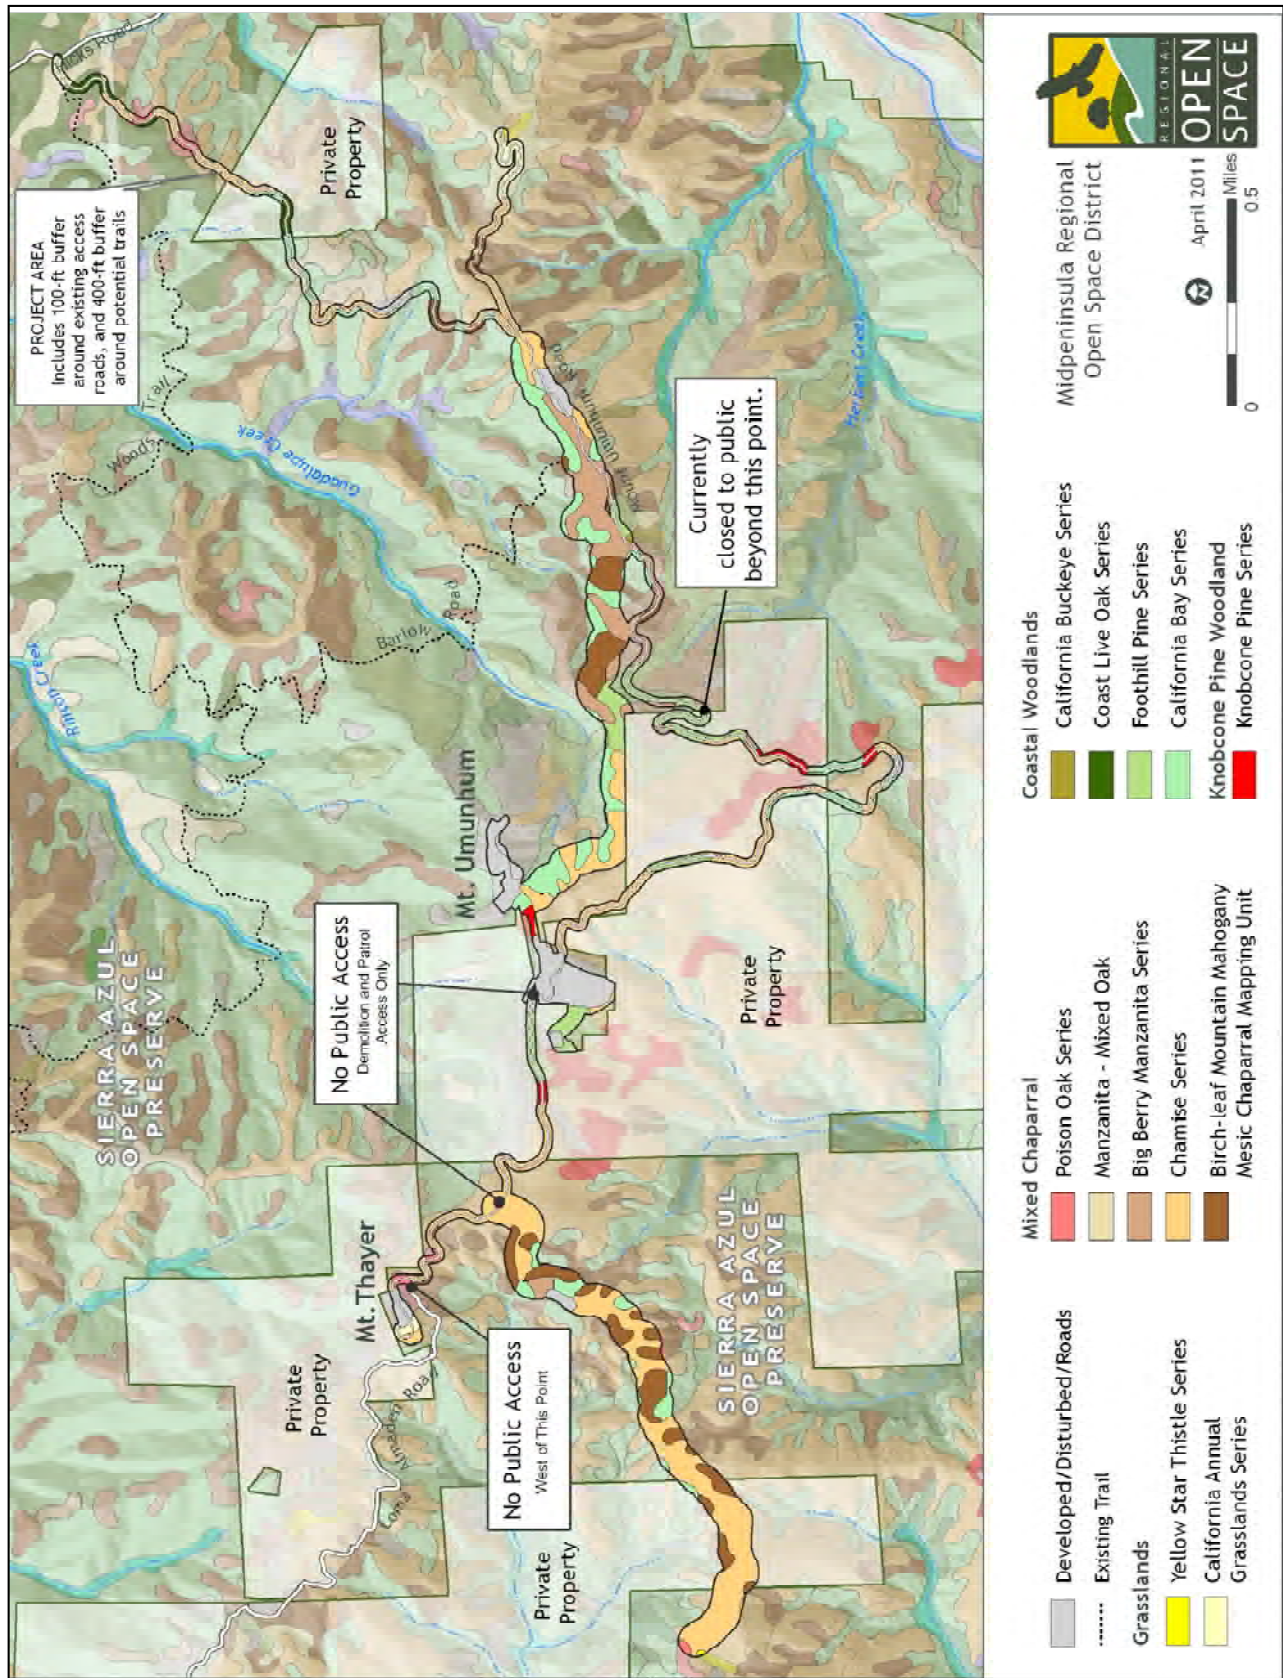 Hicks Road
PROJECT AREA
Includes 100-ft buffer
around existing access
roads, and 400-ft buffer
around potential trails
Private
Property
Woods
Trail
Guadalupe Creek
Rincon Creek
Barlow Road
Mount Umunhum Road
Herbert Creek
Currently
closed to public
beyond this point.
Mt. Umunhum
SIERRA AZUL
OPEN SPACE
PRESERVE
No Public Access
Demolition and Patrol
Access Only
Private
Property
Mt. Thayer
No Public Access
West of This Point
Private
Property
Loma Almaden Road
Private
Property
SIERRA AZUL
OPEN SPACE
PRESERVE
Developed/Disturbed/Roads
Existing Trail
Grasslands
Yellow Star Thistle Series
California Annual
Grasslands Series
Mixed Chaparral
Poison Oak Series
Manzanita - Mixed Oak
Big Berry Manzanita Series
Chamise Series
Birch-leaf Mountain Mahogany
Mesic Chaparral Mapping Unit
Coastal Woodlands
California Buckeye Series
Coast Live Oak Series
Foothill Pine Series
California Bay Series
Knobcone Pine Woodland
Knobcone Pine Series
Midpeninsula Regional
Open Space District
April 2011
0 0.5
Miles
REGIONAL
OPEN
SPACE